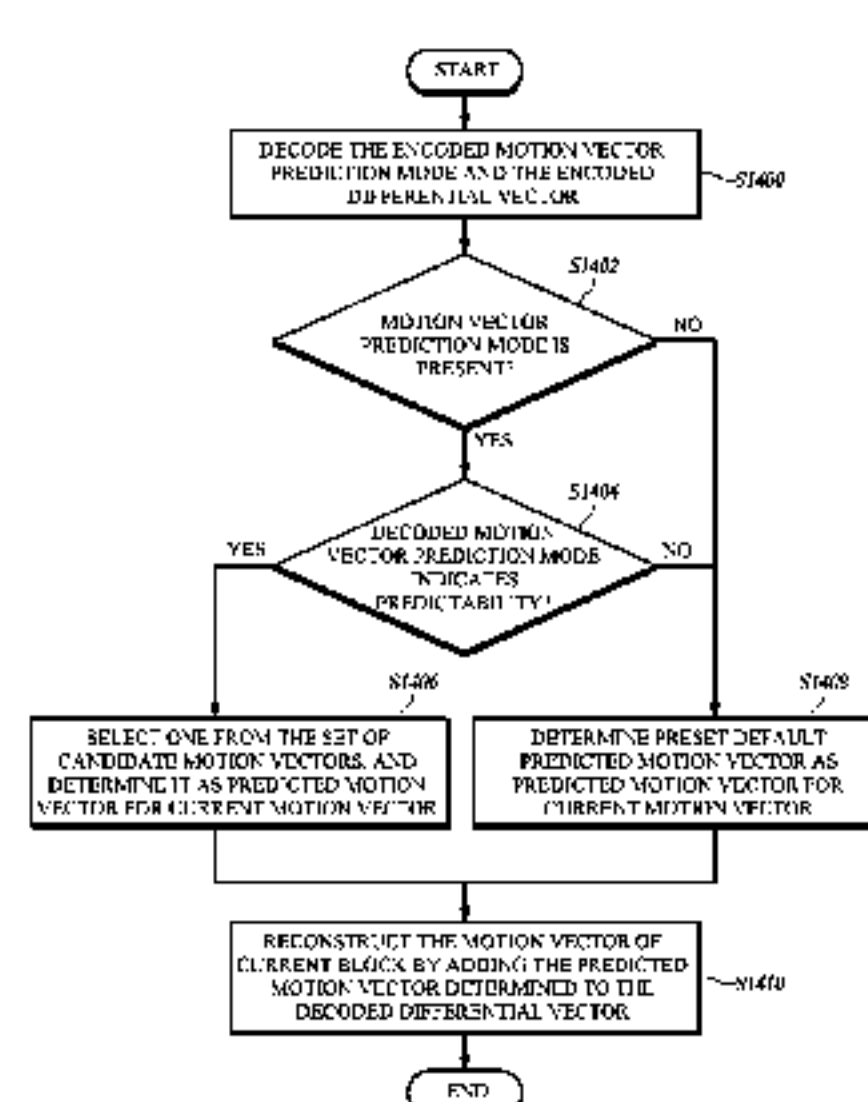 START
DECODE THE ENCODED MOTION VECTOR
PREDICTION MODE AND THE ENCODED
DIFFERENTIAL VECTOR
S1400
S1402
MOTION VECTOR
PREDICTION MODE IS
PRESENT?
NO
YES
S1404
DECODED MOTION
VECTOR PREDICTION MODE
INDICATES
PREDICTABILITY?
YES
NO
S1406
SELECT ONE FROM THE SET OF
CANDIDATE MOTION VECTORS, AND
DETERMINE IT AS PREDICTED MOTION
VECTOR FOR CURRENT MOTION VECTOR
S1408
DETERMINE PRESET DEFAULT
PREDICTED MOTION VECTOR AS
PREDICTED MOTION VECTOR FOR
CURRENT MOTION VECTOR
RECONSTRUCT THE MOTION VECTOR OF
CURRENT BLOCK BY ADDING THE PREDICTED
MOTION VECTOR DETERMINED TO THE
DECODED DIFFERENTIAL VECTOR
S1410
END